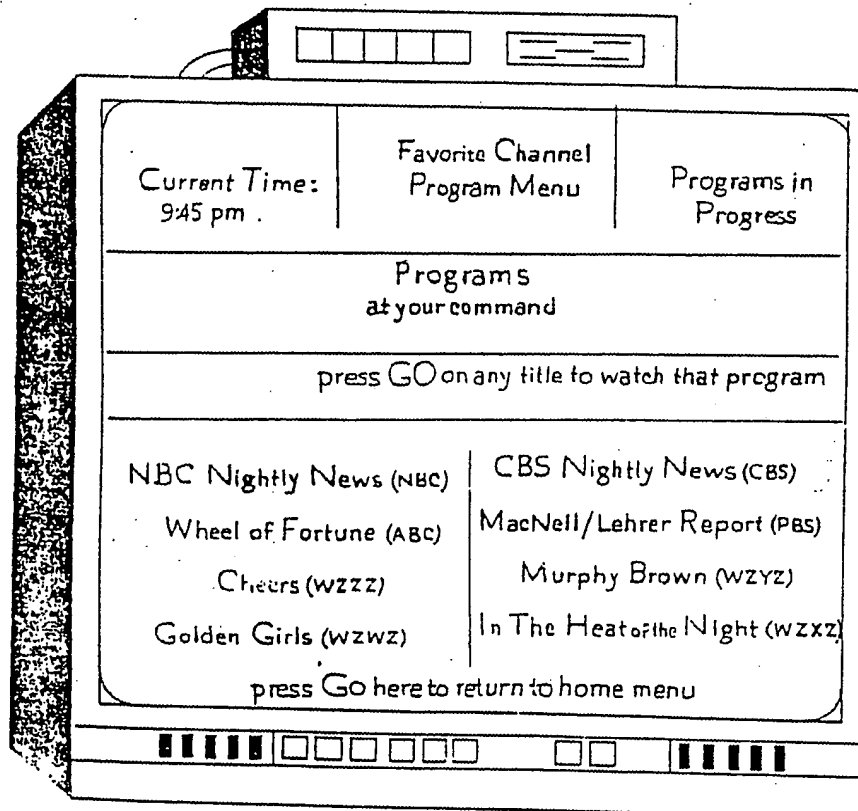 Current Time:
9:45 pm .
Favorite Channel
Program Menu
Programs in
Progress
Programs
at your command
press GO on any title to watch that program
NBC Nightly News (NBC)
Wheel of Fortune (ABC)
Cheers (WZZZ)
Golden Girls (WZWZ)
CBS Nightly News (CBS)
MacNeil/Lehrer Report (PBS)
Murphy Brown (WZYZ)
In The Heat of the Night (WZXZ)
press Go here to return to home menu